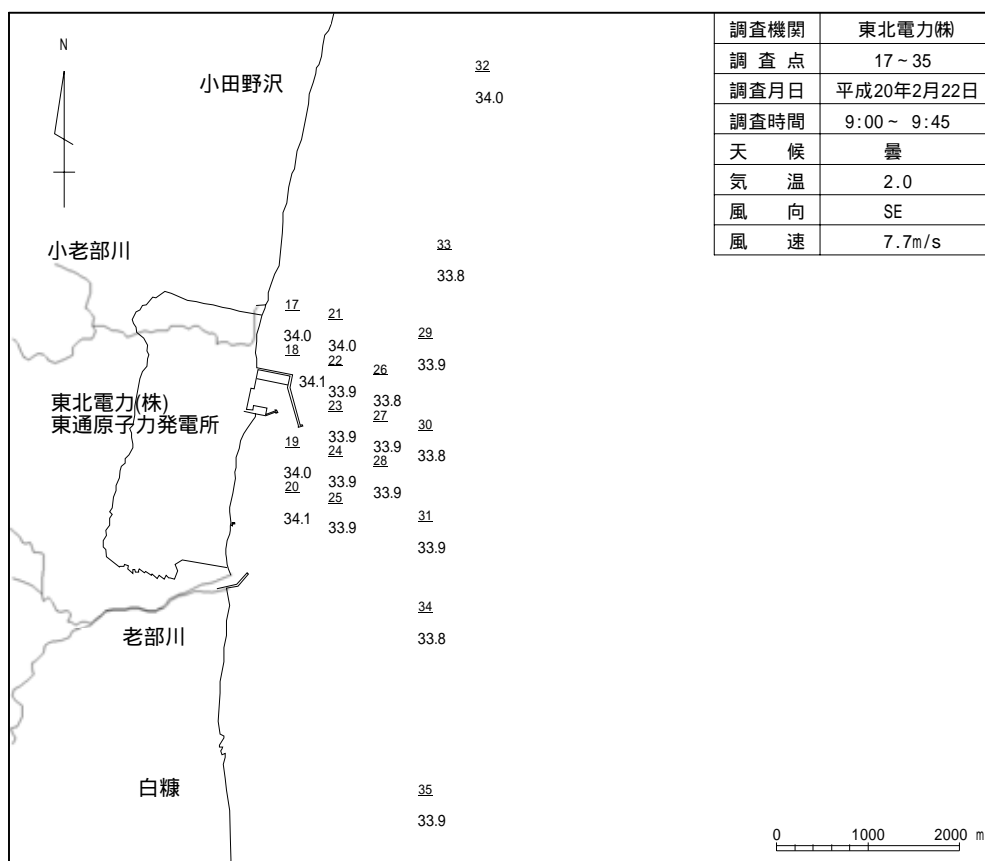 調査機関 東北電力㈱
調 査 点 17~35
調査月日 平成20年2月22日
調査時間 9:00~ 9:45
天 候 曇
気 温 2.0
風 向 SE
風 速 7.7m/s
N
小田野沢
32
34.0
小老部川
33
33.8
17
34.0
21
34.0
29
33.9
18
34.1
22
33.9
26
33.8
東北電力(株)
東通原子力発電所
23
33.9
27
33.9
30
33.8
19
34.0
24
33.9
28
33.9
20
34.1
25
33.9
31
33.9
34
33.8
老部川
白糠
35
33.9
0 1000 2000 m